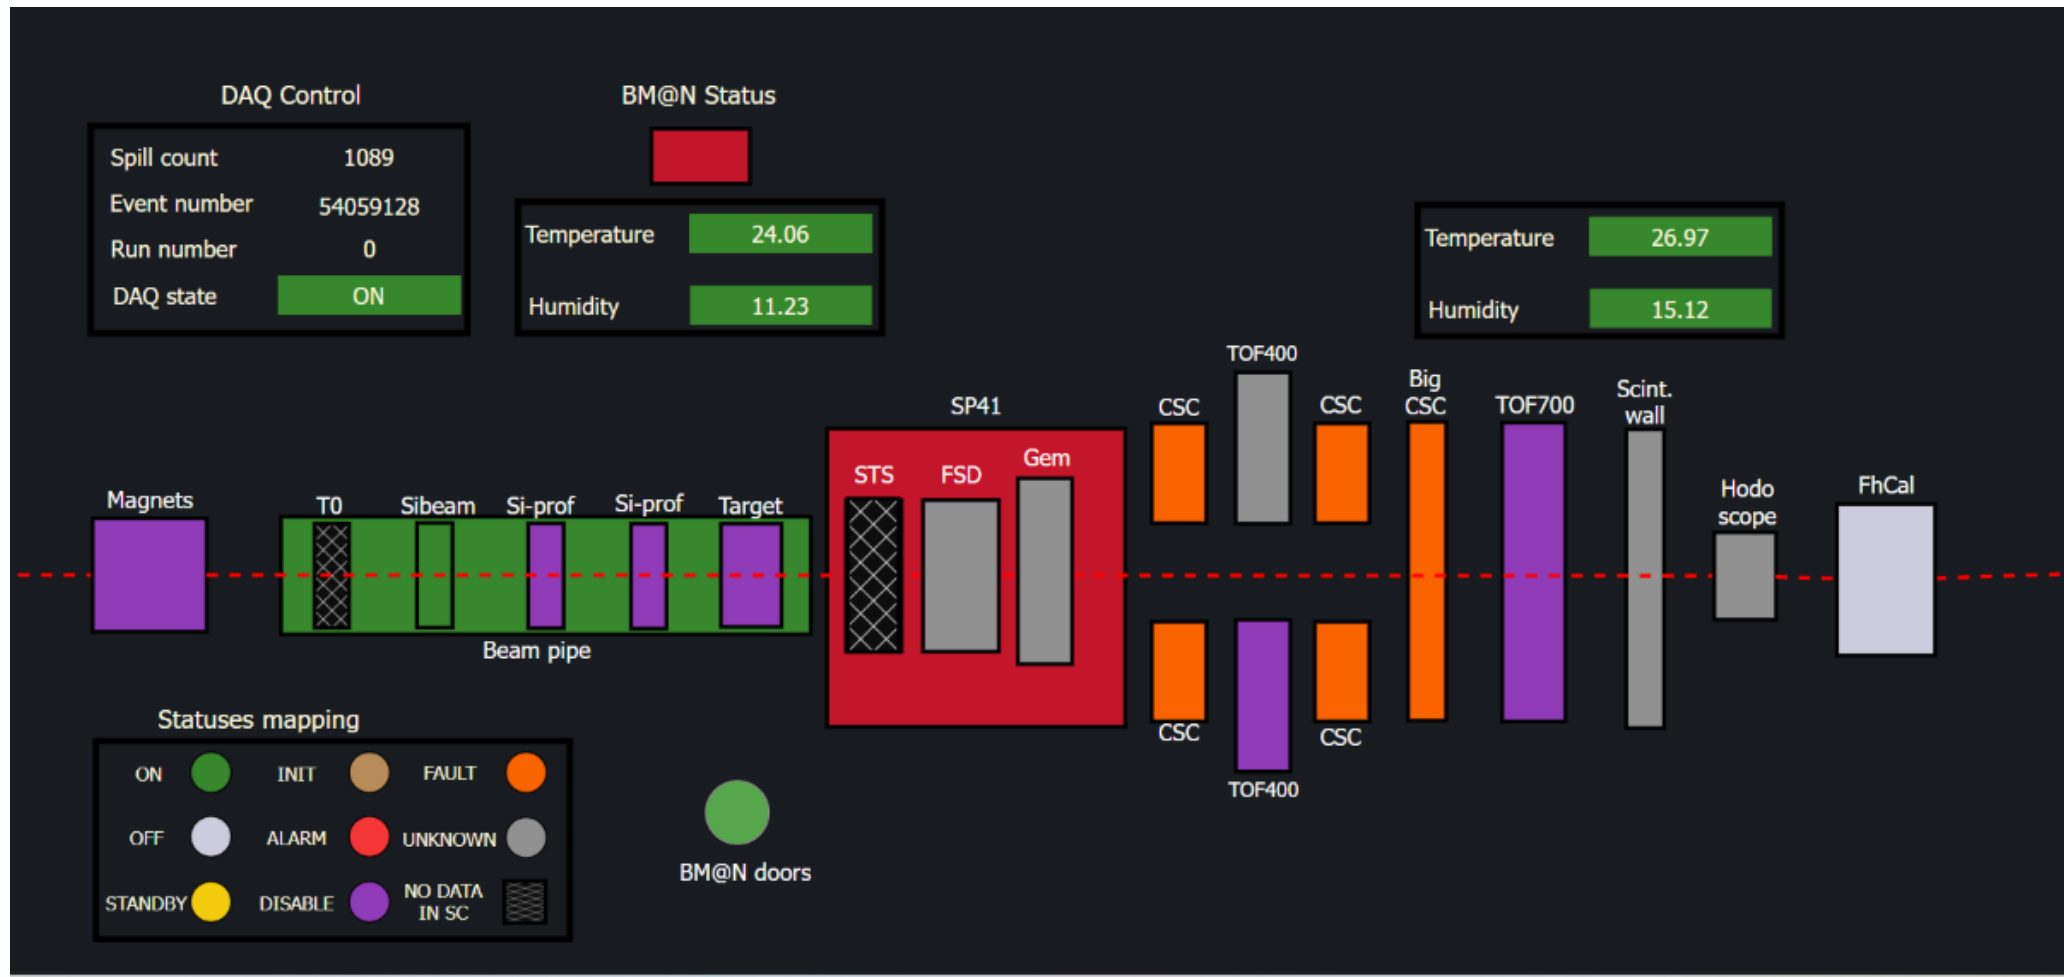 DAQ Control
BM@N Status
Spill count 1089
Event number 54059128
Run number 0
DAQ state ON
Temperature 24.06
Humidity 11.23
Temperature 26.97
Humidity 15.12
Magnets
T0
Sibeam
Si-prof
Si-prof
Target
Beam pipe
SP41
STS
FSD
Gem
CSC
TOF400
CSC
Big
CSC
TOF700
Scint.
wall
Hodo
scope
FhCal
CSC
TOF400
CSC
Statuses mapping
ON INIT FAULT
OFF ALARM UNKNOWN
STANDBY DISABLE NO DATA
IN SC
BM@N doors